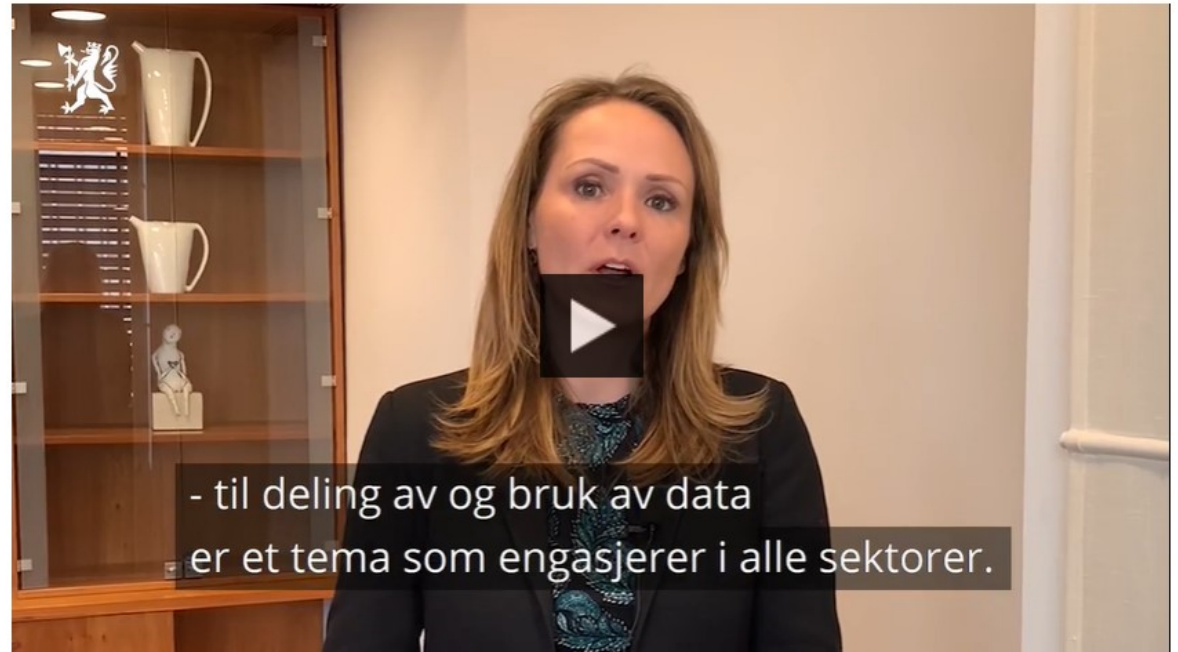 - til deling av og bruk av data
er et tema som engasjerer i alle sektorer.